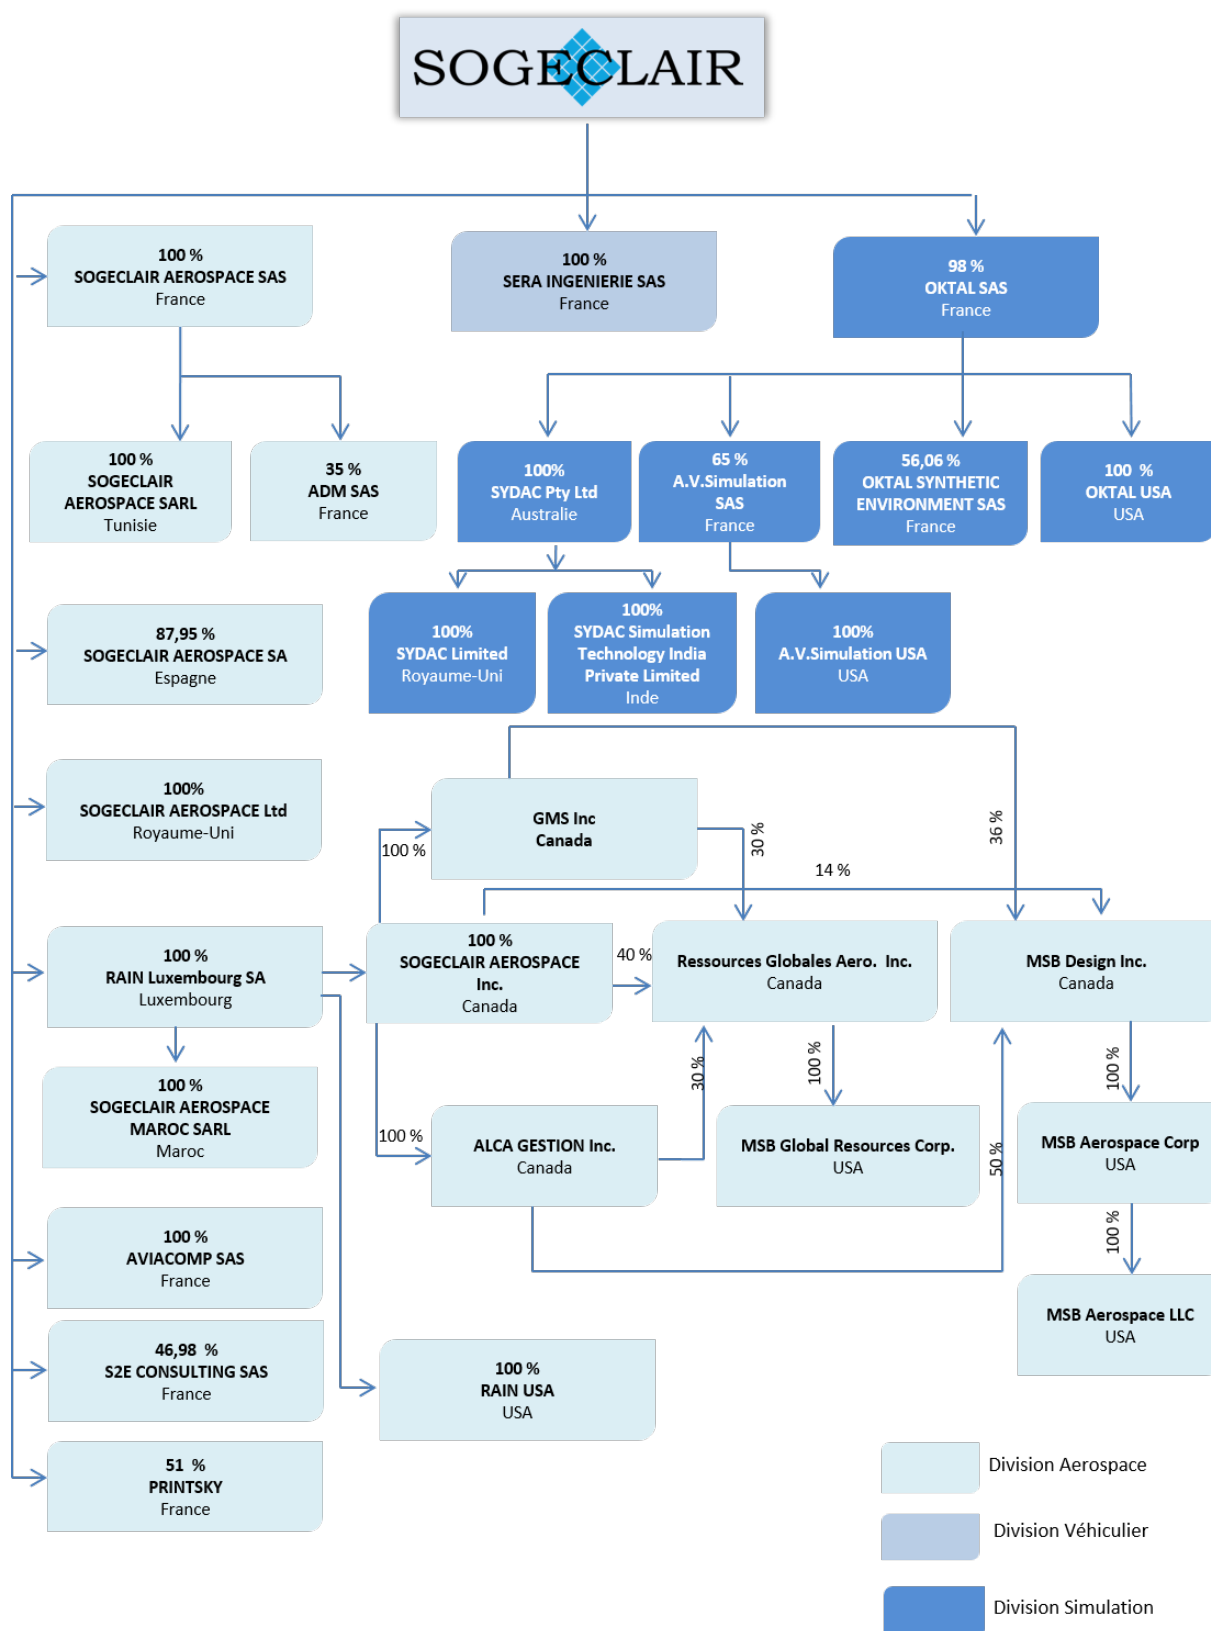 SOGECLAIR
100 %
SOGECLAIR AEROSPACE SAS
France
100 %
SERA INGENIERIE SAS
France
98 %
OKTAL SAS
France
100 %
SOGECLAIR
AEROSPACE SARL
Tunisie
35 %
ADM SAS
France
100%
SYDAC Pty Ltd
Australie
65 %
A.V.Simulation
SAS
France
56,06 %
OKTAL SYNTHETIC
ENVIRONMENT SAS
France
100 %
OKTAL USA
USA
100%
SYDAC Limited
Royaume-Uni
100%
SYDAC Simulation
Technology India
Private Limited
Inde
100%
A.V.Simulation USA
USA
87,95 %
SOGECLAIR AEROSPACE SA
Espagne
100%
SOGECLAIR AEROSPACE Ltd
Royaume-Uni
GMS Inc
Canada
100 %
30 %
36 %
14 %
100 %
RAIN Luxembourg SA
Luxembourg
100 %
SOGECLAIR AEROSPACE
Inc.
Canada
40 %
Ressources Globales Aero. Inc.
Canada
MSB Design Inc.
Canada
100 %
SOGECLAIR AEROSPACE
MAROC SARL
Maroc
100 %
ALCA GESTION Inc.
Canada
30 %
100 %
MSB Global Resources Corp.
USA
50 %
100 %
MSB Aerospace Corp
USA
100 %
MSB Aerospace LLC
USA
100 %
AVIACOMP SAS
France
46,98 %
S2E CONSULTING SAS
France
100 %
RAIN USA
USA
51 %
PRINTSKY
France
Division Aerospace
Division Véhiculier
Division Simulation